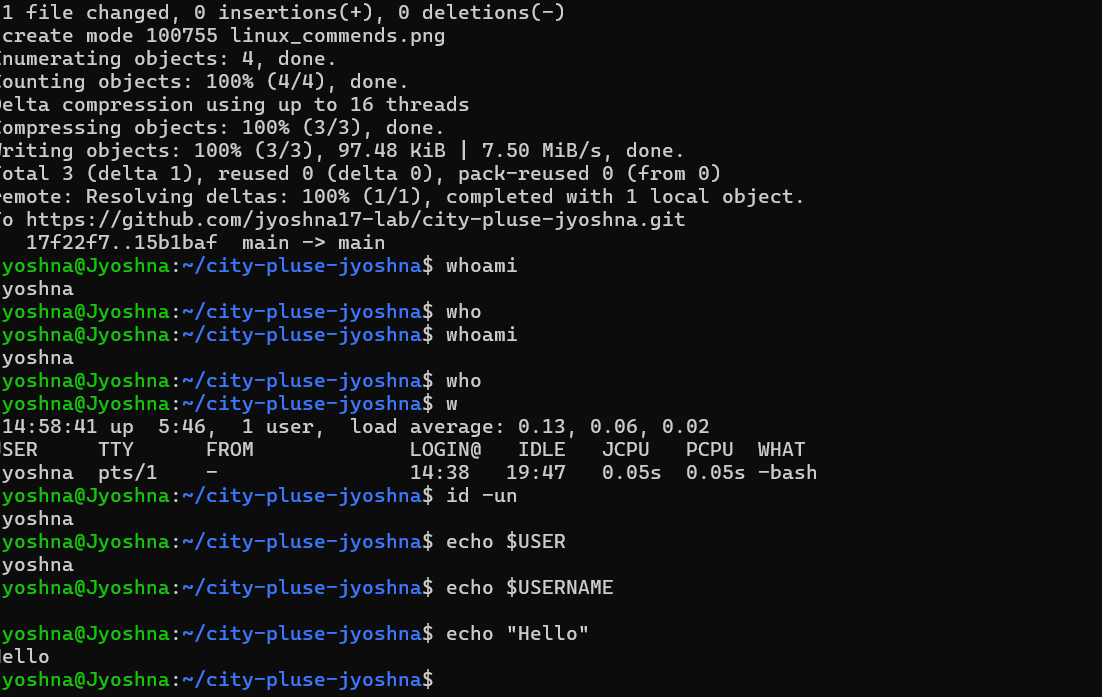 1 file changed, 0 insertions(+), 0 deletions(-)
create mode 100755 linux_commends.png
numerating objects: 4, done.
ounting objects: 100% (4/4), done.
elta compression using up to 16 threads
ompressing objects: 100% (3/3), done.
riting objects: 100% (3/3), 97.48 KiB | 7.50 MiB/s, done.
otal 3 (delta 1), reused 0 (delta 0), pack-reused 0 (from 0)
emote: Resolving deltas: 100% (1/1), completed with 1 local object.
o https://github.com/jyoshna17-lab/city-pluse-jyoshna.git
17f22f7..15b1baf  main -> main
yoshna@Jyoshna:~/city-pluse-jyoshna$ whoami
yoshna
yoshna@Jyoshna:~/city-pluse-jyoshna$ who
yoshna@Jyoshna:~/city-pluse-jyoshna$ whoami
yoshna
yoshna@Jyoshna:~/city-pluse-jyoshna$ who
yoshna@Jyoshna:~/city-pluse-jyoshna$ w
14:58:41 up  5:46,  1 user,  load average: 0.13, 0.06, 0.02
SER     TTY      FROM             LOGIN@   IDLE   JCPU   PCPU  WHAT
yoshna  pts/1    -                14:38   19:47   0.05s  0.05s -bash
yoshna@Jyoshna:~/city-pluse-jyoshna$ id -un
yoshna
yoshna@Jyoshna:~/city-pluse-jyoshna$ echo $USER
yoshna
yoshna@Jyoshna:~/city-pluse-jyoshna$ echo $USERNAME

yoshna@Jyoshna:~/city-pluse-jyoshna$ echo "Hello"
ello
yoshna@Jyoshna:~/city-pluse-jyoshna$